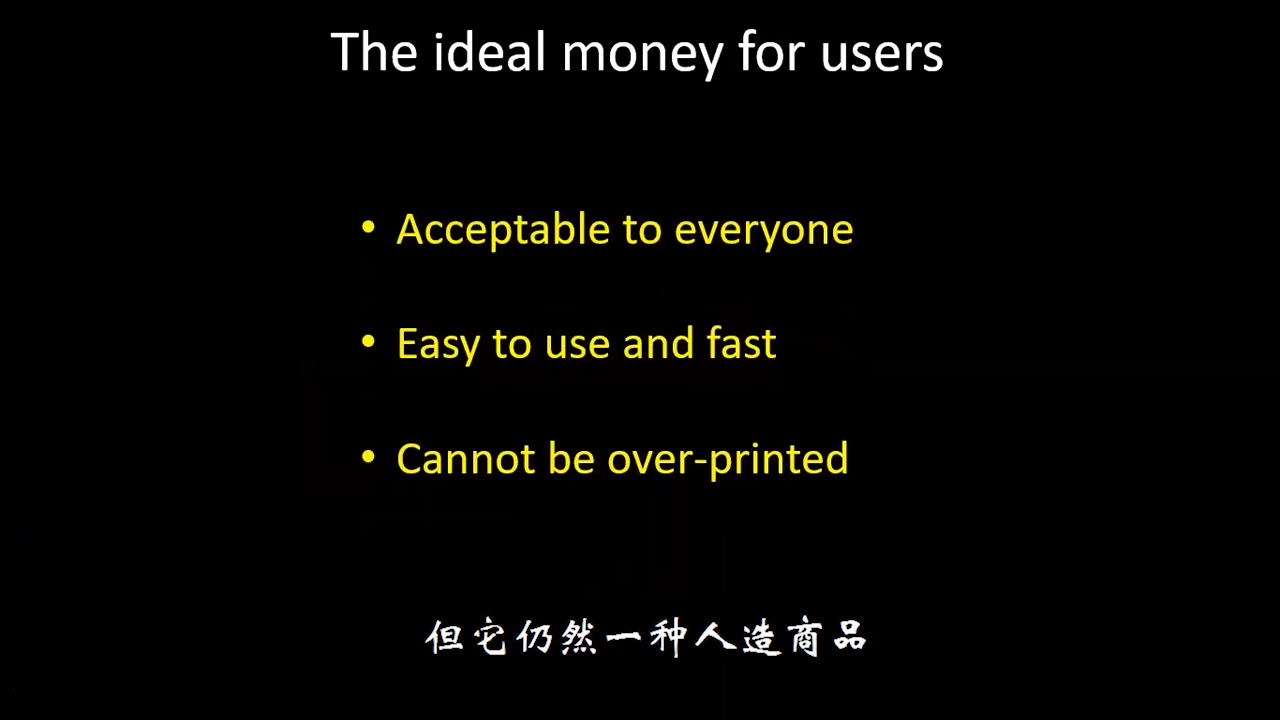 The ideal money for users
• Acceptable to everyone
• Easy to use and fast
• Cannot be over-printed
但它仍然一种人造商品